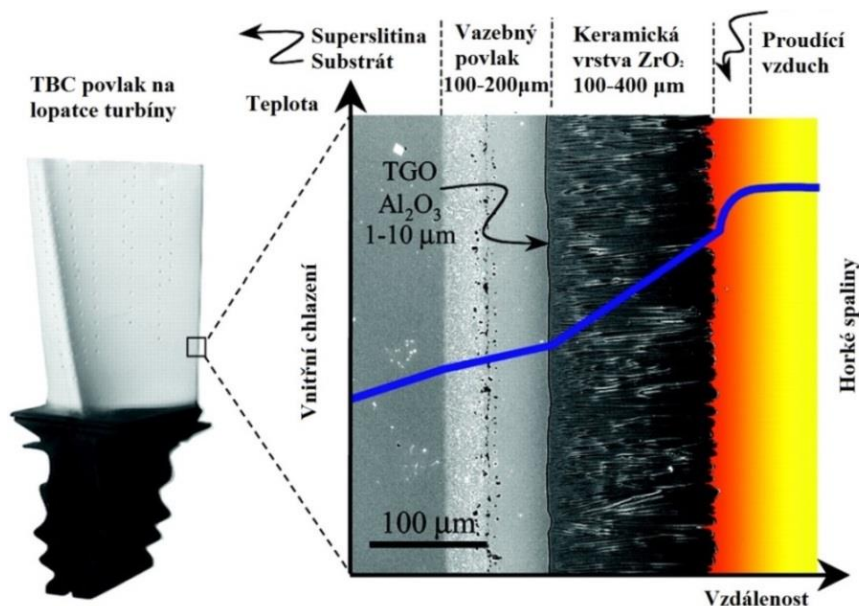 TBC povlak na
lopatce turbíny
Superslitina
Substrát
Vazebný
povlak
100-200µm
Keramická
vrstva ZrO₂
100-400 µm
Proudící
vzduch
Teplota
TGO
Al₂O₃
1-10 µm
Vnitřní chlazení
Horké spaliny
100 µm
Vzdálenost